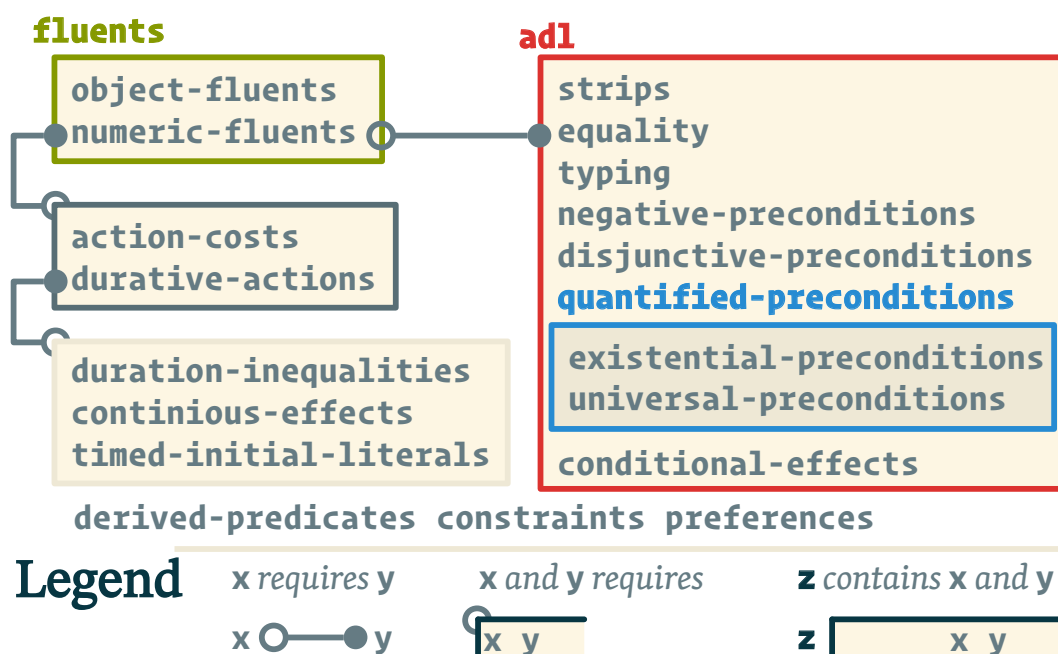 fluents
object-fluents
numeric-fluents
action-costs
durative-actions
duration-inequalities
continious-effects
timed-initial-literals
adl
strips
equality
typing
negative-preconditions
disjunctive-preconditions
quantified-preconditions
existential-preconditions
universal-preconditions
conditional-effects
derived-predicates constraints preferences
Legend
x requires y
x y
x and y requires
x y
z contains x and y
z x y